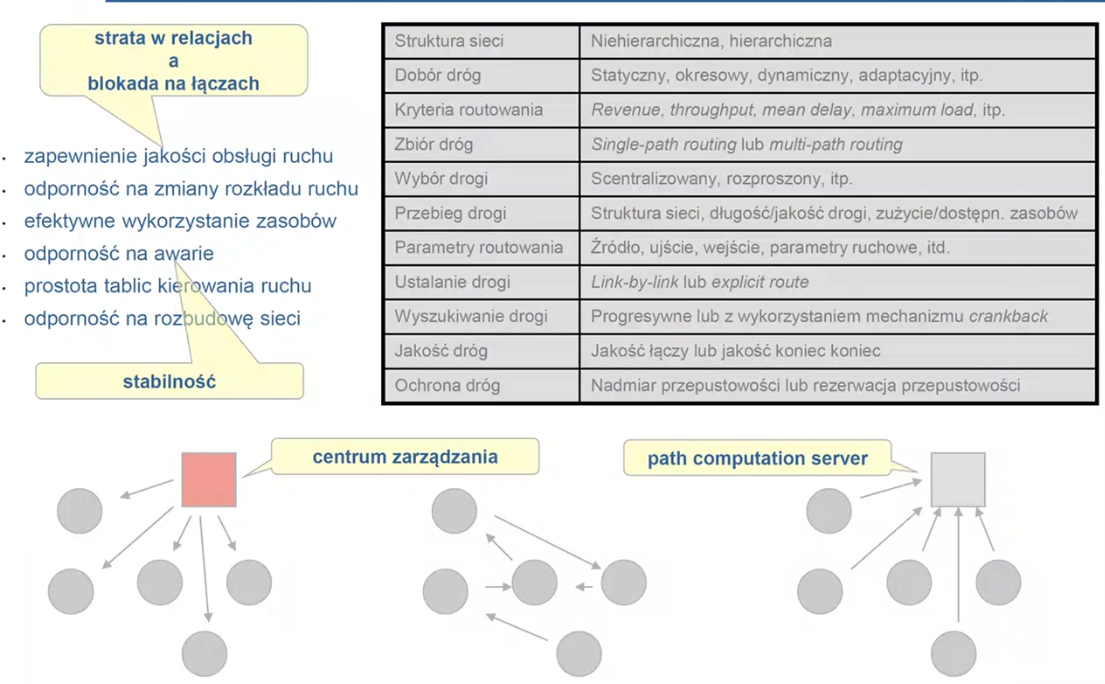 strata w relacjach
a
blokada na łączach
• zapewnienie jakości obsługi ruchu
• odporność na zmiany rozkładu ruchu
• efektywne wykorzystanie zasobów
• odporność na awarie
• prostota tablic kierowania ruchu
• odporność na rozbudowę sieci
stabilność
Struktura sieci Niehierarchiczna, hierarchiczna
Dobór dróg Statyczny, okresowy, dynamiczny, adaptacyjny, itp.
Kryteria routowania Revenue, throughput, mean delay, maximum load, itp.
Zbiór dróg Single-path routing lub multi-path routing
Wybór drogi Scentralizowany, rozproszony, itp.
Przebieg drogi Struktura sieci, długość/jakość drogi, zużycie/dostępn. zasobów
Parametry routowania Źródło, ujście, wejście, parametry ruchowe, itd.
Ustalanie drogi Link-by-link lub explicit route
Wyszukiwanie drogi Progresywne lub z wykorzystaniem mechanizmu crankback
Jakość dróg Jakość łączy lub jakość koniec koniec
Ochrona dróg Nadmiar przepustowości lub rezerwacja przepustowości
centrum zarządzania
path computation server